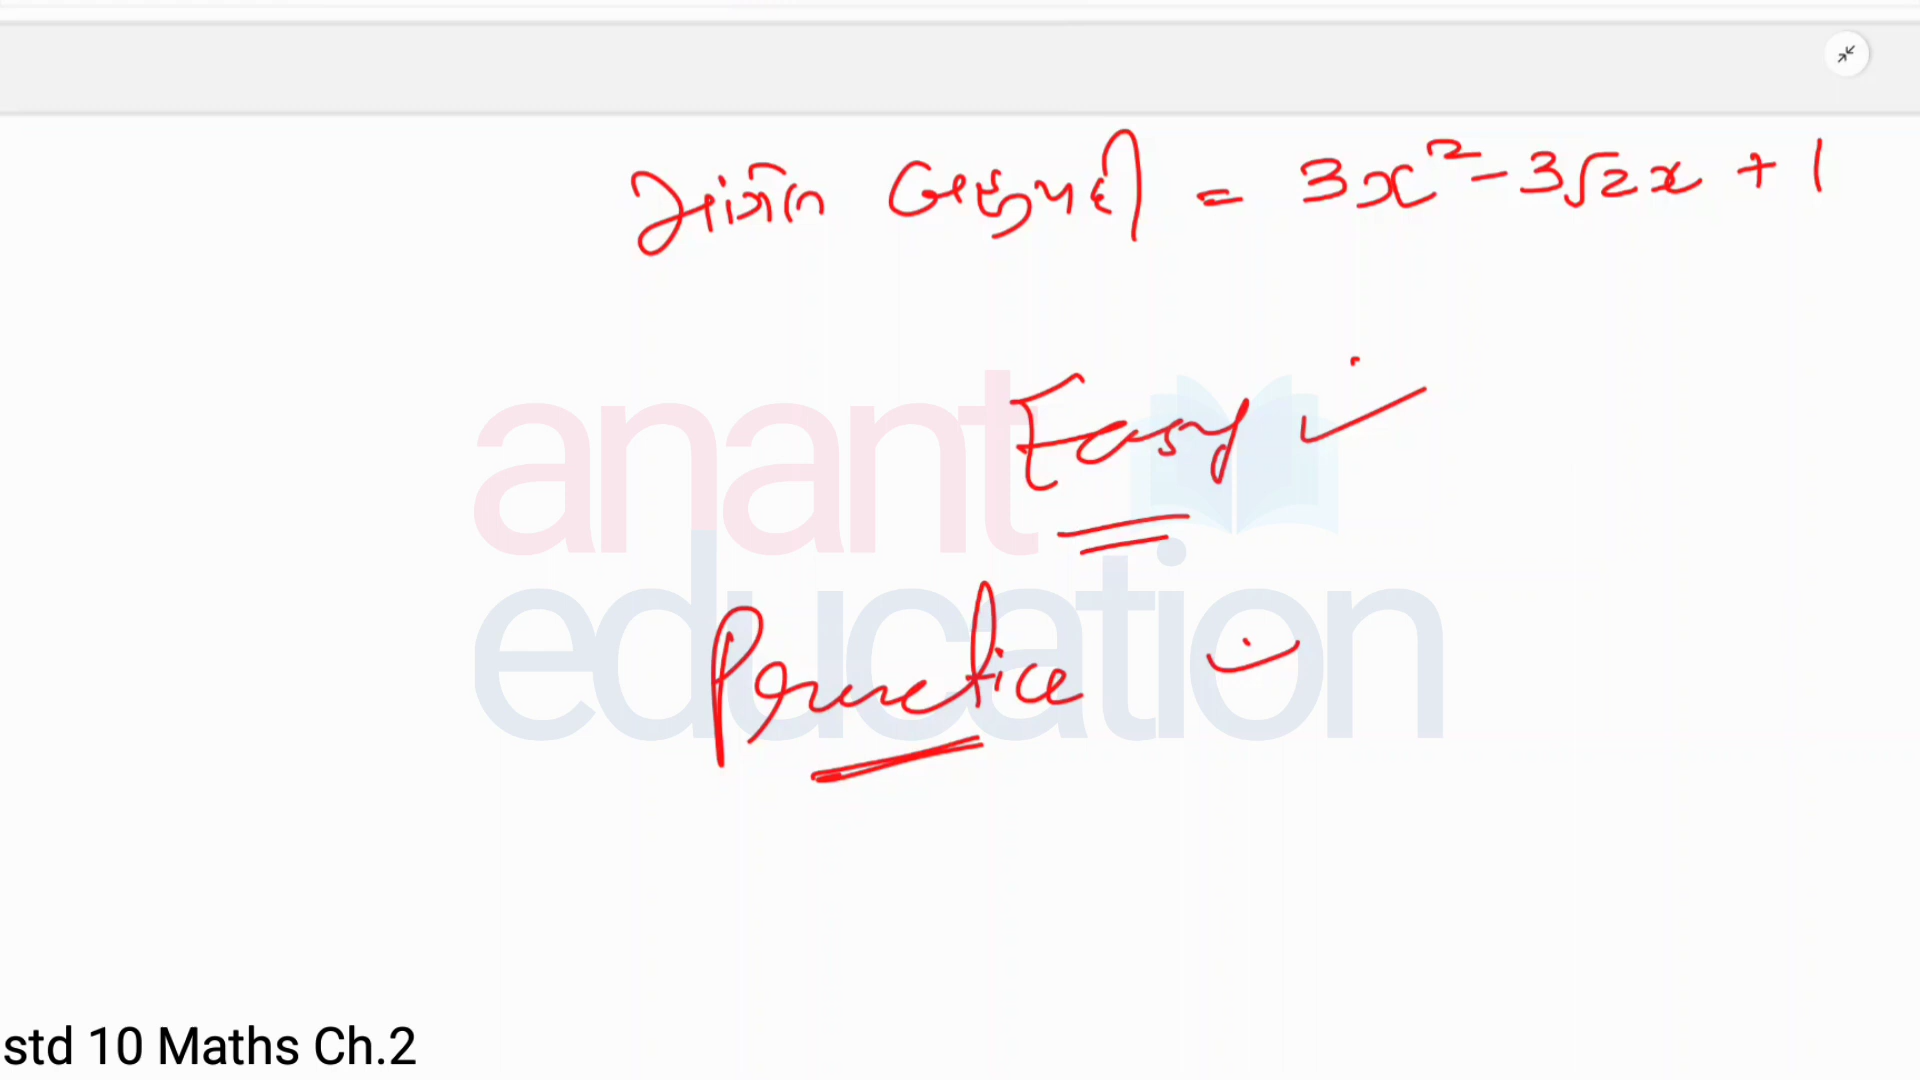 માંગેલ બહુપદી = 3x² - 3√2x + 1
Easy
anant
education
Practice
std 10 Maths Ch.2